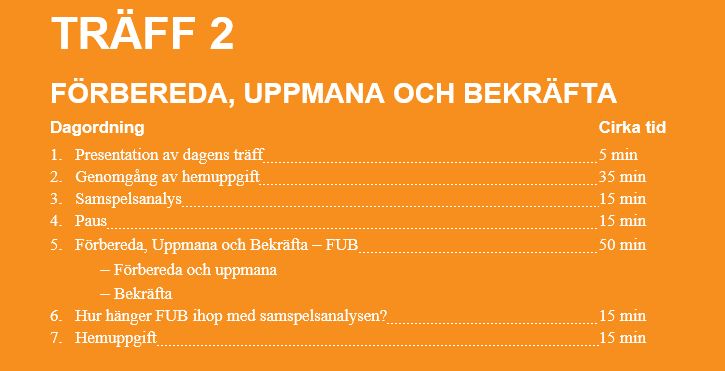 TRÄFF 2
FÖRBEREDA, UPPMANA OCH BEKRÄFTA
Dagordning Cirka tid
1. Presentation av dagens träff 5 min
2. Genomgång av hemuppgift 35 min
3. Samspelsanalys 15 min
4. Paus 15 min
5. Förbereda, Uppmana och Bekräfta – FUB 50 min
– Förbereda och uppmana
– Bekräfta
6. Hur hänger FUB ihop med samspelsanalysen? 15 min
7. Hemuppgift 15 min